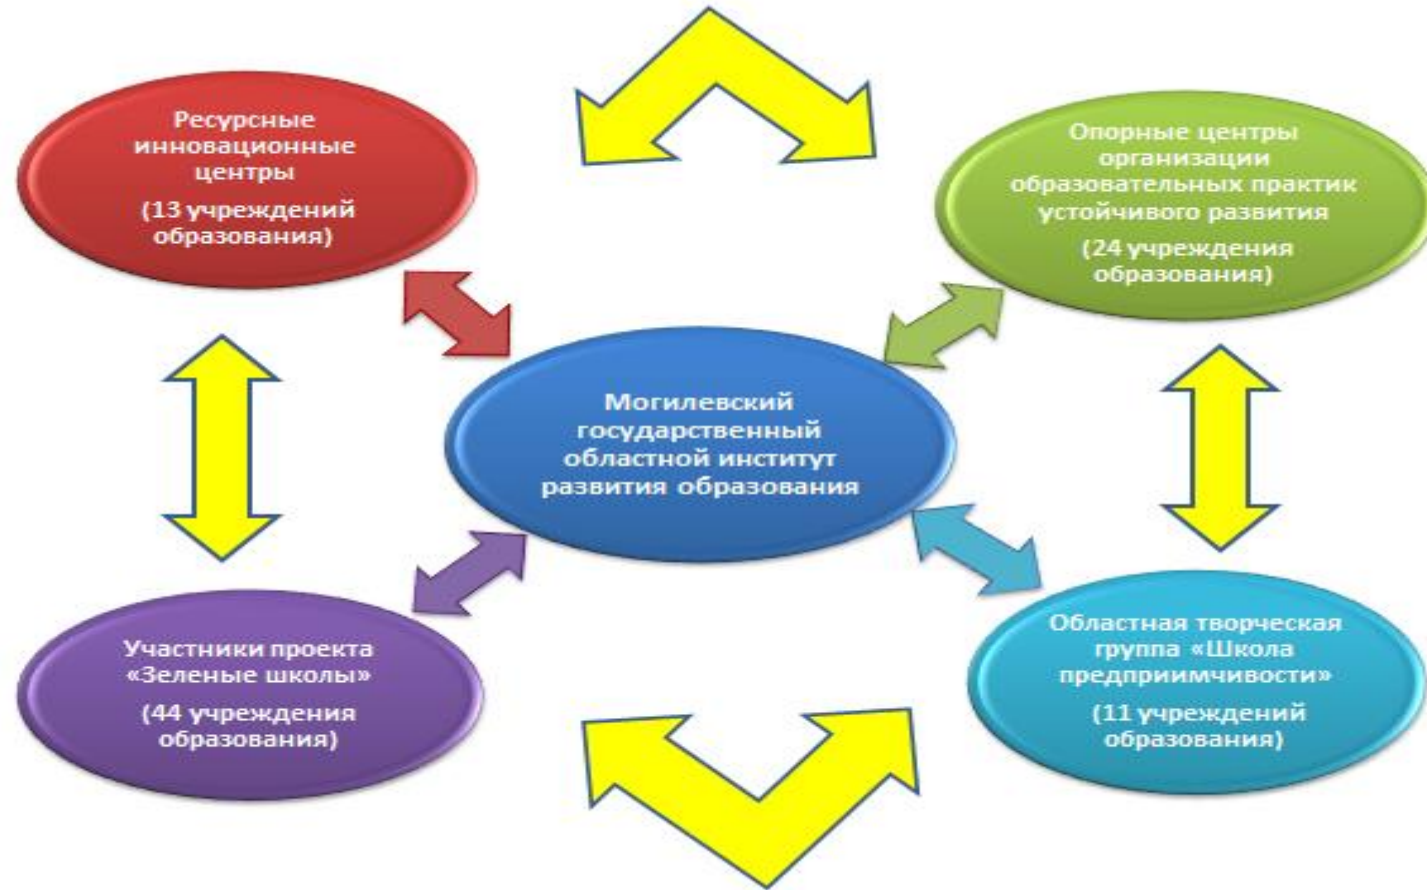 Ресурсные
инновационные
центры
(13 учреждений
образования)
Опорные центры
организации
образовательных практик
устойчивого развития
(24 учреждения
образования)
Могилевский
государственный
областной институт
развития образования
Участники проекта
«Зеленые школы»
(44 учреждения
образования)
Областная творческая
группа «Школа
предприимчивости»
(11 учреждений
образования)